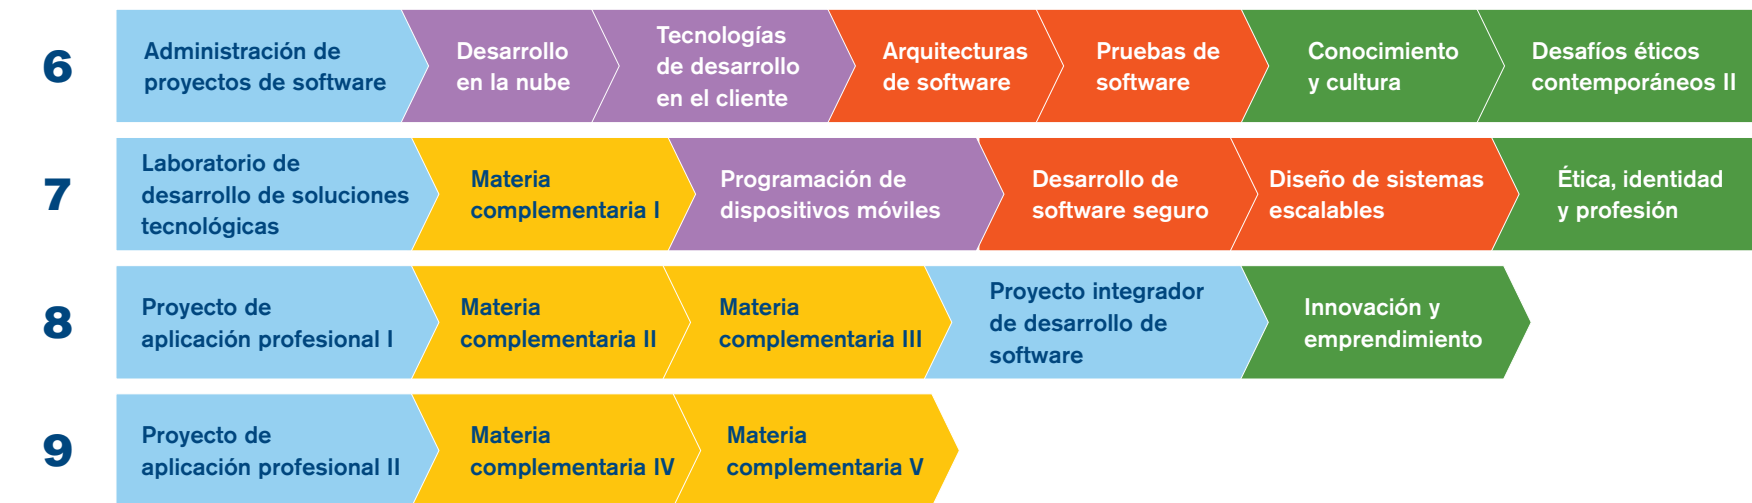 6
Administración de
proyectos de software
Desarrollo
en la nube
Tecnologías
de desarrollo
en el cliente
Arquitecturas
de software
Pruebas de
software
Conocimiento
y cultura
Desafíos éticos
contemporáneos II
7
Laboratorio de
desarrollo de soluciones
tecnológicas
Materia
complementaria I
Programación de
dispositivos móviles
Desarrollo de
software seguro
Diseño de sistemas
escalables
Ética, identidad
y profesión
8
Proyecto de
aplicación profesional I
Materia
complementaria II
Materia
complementaria III
Proyecto integrador
de desarrollo de
software
Innovación y
emprendimiento
9
Proyecto de
aplicación profesional II
Materia
complementaria IV
Materia
complementaria V